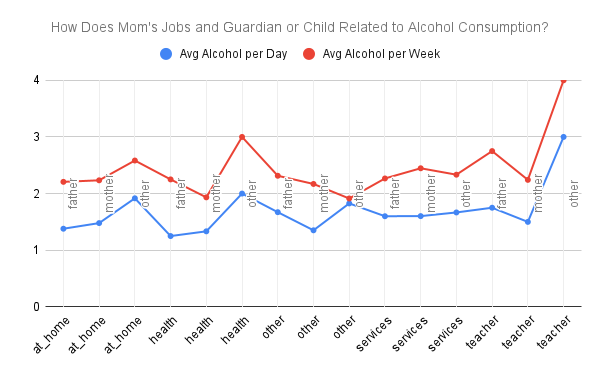 How Does Mom's Jobs and Guardian or Child Related to Alcohol Consumption?
Avg Alcohol per Day Avg Alcohol per Week
4
3
2
1
0
father mother other father mother other father mother other father mother other father mother other
at_home at_home at_home health health health other other other services services services teacher teacher teacher